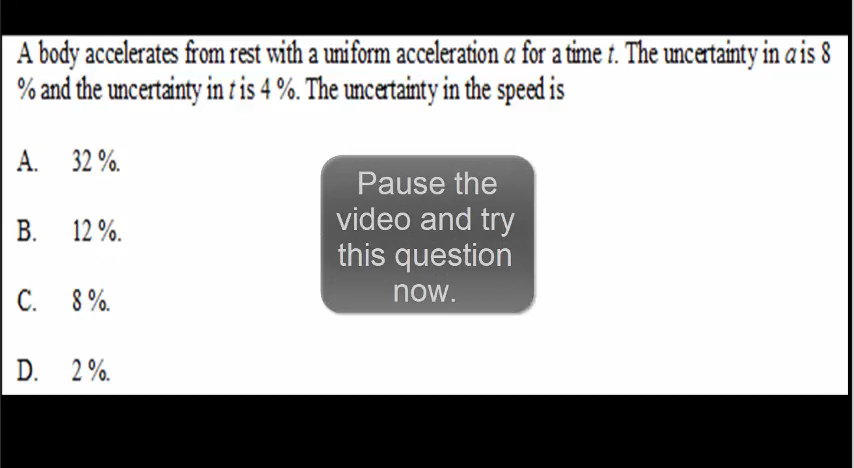 A body accelerates from rest with a uniform acceleration a for a time t. The uncertainty in a is 8
% and the uncertainty in t is 4 %. The uncertainty in the speed is
A. 32 %.
B. 12 %.
C. 8 %.
D. 2 %.
Pause the
video and try
this question
now.